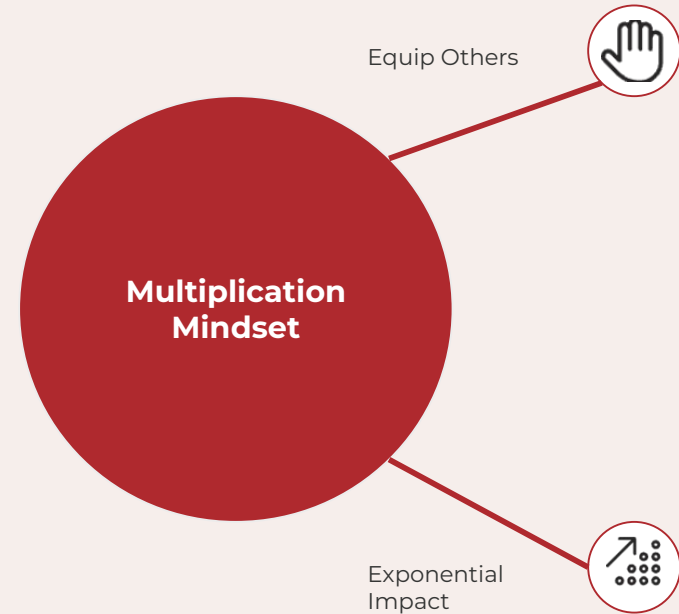 Equip Others
Multiplication
Mindset
Exponential
Impact